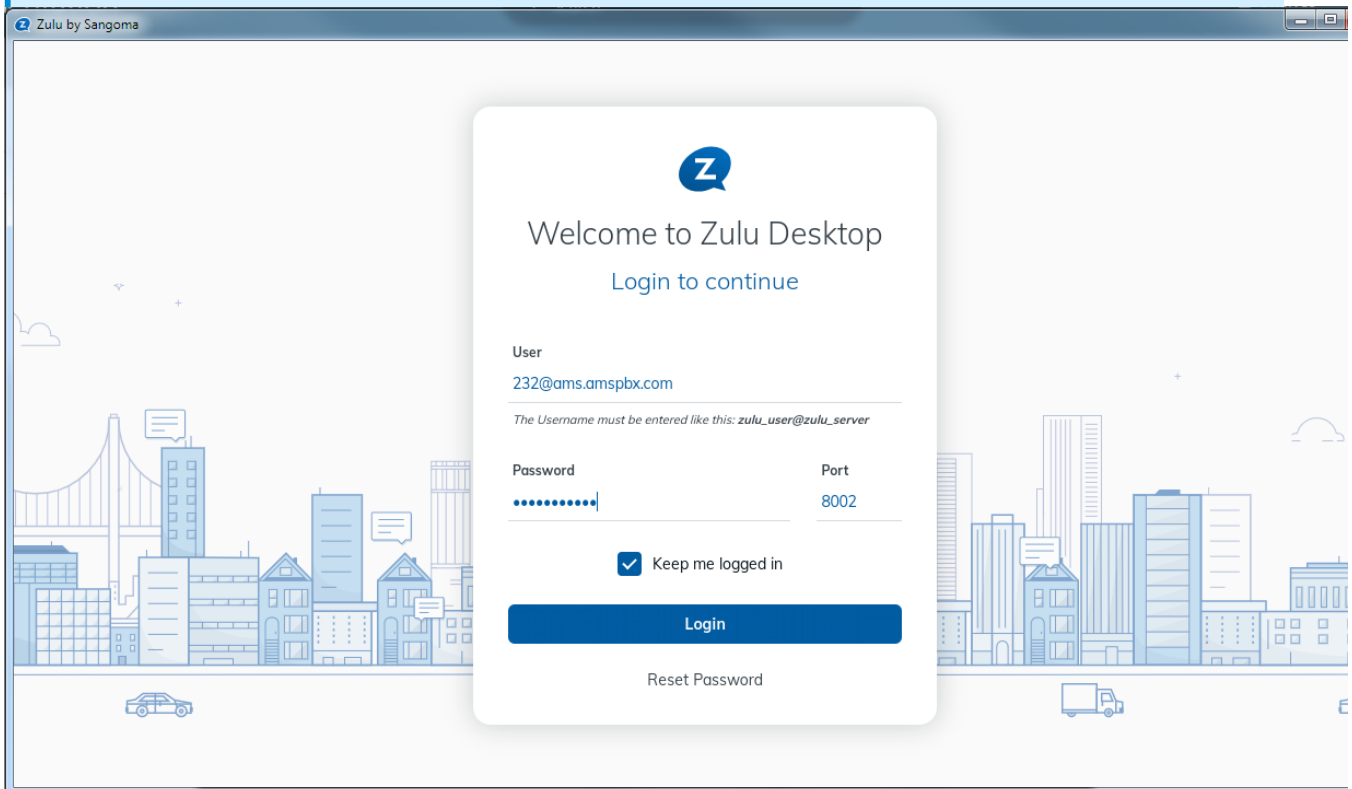 Zulu by Sangoma
Z
Welcome to Zulu Desktop
Login to continue
User
232@ams.amspbx.com
The Username must be entered like this: zulu_user@zulu_server
Password Port
••••••••••• 8002
Keep me logged in
Login
Reset Password